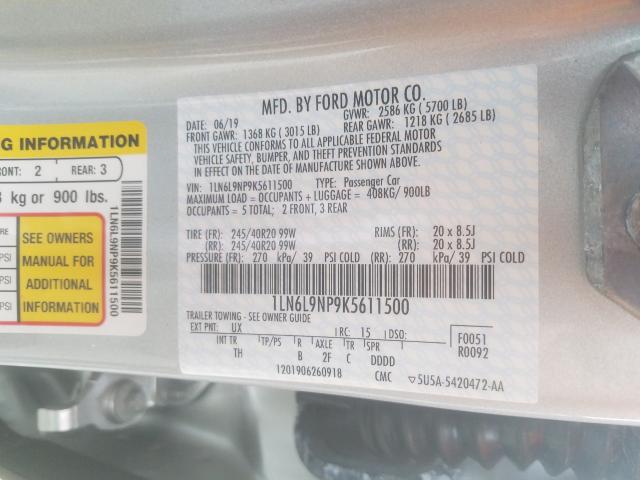 MFD. BY FORD MOTOR CO.
DATE: 06/19 GVWR: 2586 KG ( 5700 LB)
FRONT GAWR: 1368 KG ( 3015 LB) REAR GAWR: 1218 KG ( 2685 LB)
THIS VEHICLE CONFORMS TO ALL APPLICABLE FEDERAL MOTOR
VEHICLE SAFETY, BUMPER, AND THEFT PREVENTION STANDARDS
IN EFFECT ON THE DATE OF MANUFACTURE SHOWN ABOVE.
VIN: 1LN6L9NP9K5611500 TYPE: Passenger Car
MAXIMUM LOAD = OCCUPANTS + LUGGAGE = 408KG/ 900LB
OCCUPANTS = 5 TOTAL; 2 FRONT, 3 REAR
TIRE (FR): 245/40R20 99W RIMS (FR): 20 x 8.5J
(RR): 245/40R20 99W (RR): 20 x 8.5J
PRESSURE (FR): 270 kPa/ 39 PSI COLD (RR): 270 kPa/ 39 PSI COLD
1LN6L9NP9K5611500
TRAILER TOWING - SEE OWNER GUIDE
EXT PNT: UX RC: 15 DSO:
WB INT TR TP/PS R AXLE TR SPR
TH B 2F C DDDD
F0051
R0092
1201906260918 CMC ▽5U5A-5420472-AA
G INFORMATION
ONT: 2 REAR: 3
kg or 900 lbs.
SEE OWNERS
MANUAL FOR
ADDITIONAL
INFORMATION
RE
PSI
PSI
1LN6L9NP9K5611500